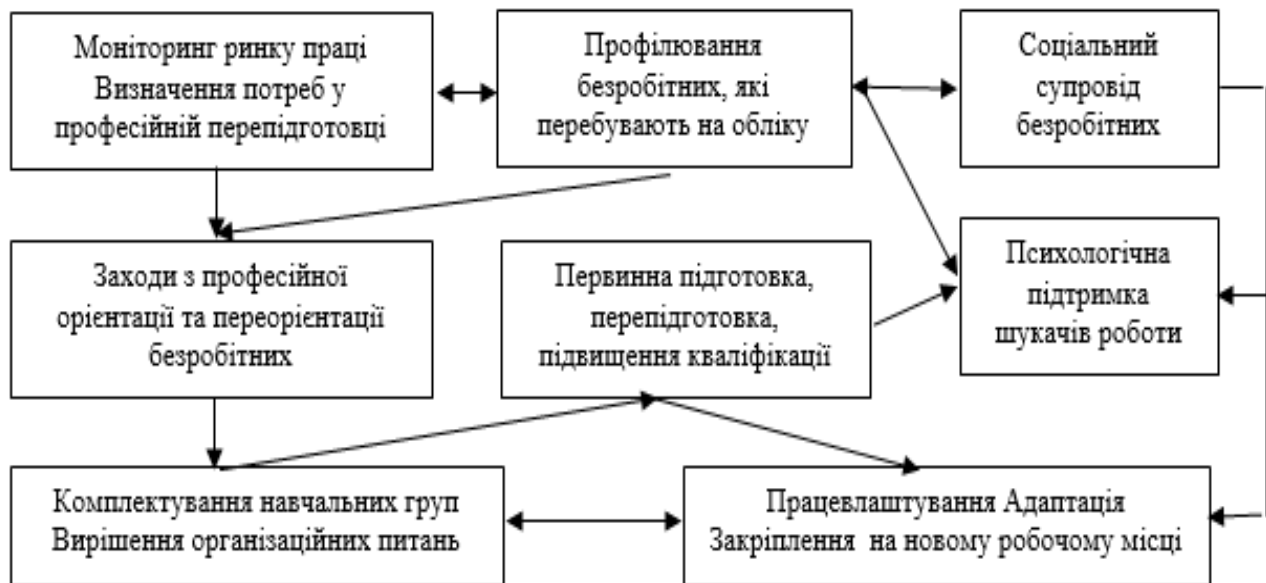 Моніторинг ринку праці
Визначення потреб у
професійній перепідготовці
Профілювання
безробітних, які
перебувають на обліку
Соціальний
супровід
безробітних
Заходи з професійної
орієнтації та переорієнтації
безробітних
Первинна підготовка,
перепідготовка,
підвищення кваліфікації
Психологічна
підтримка
шукачів роботи
Комплектування навчальних груп
Вирішення організаційних питань
Працевлаштування Адаптація
Закріплення на новому робочому місці